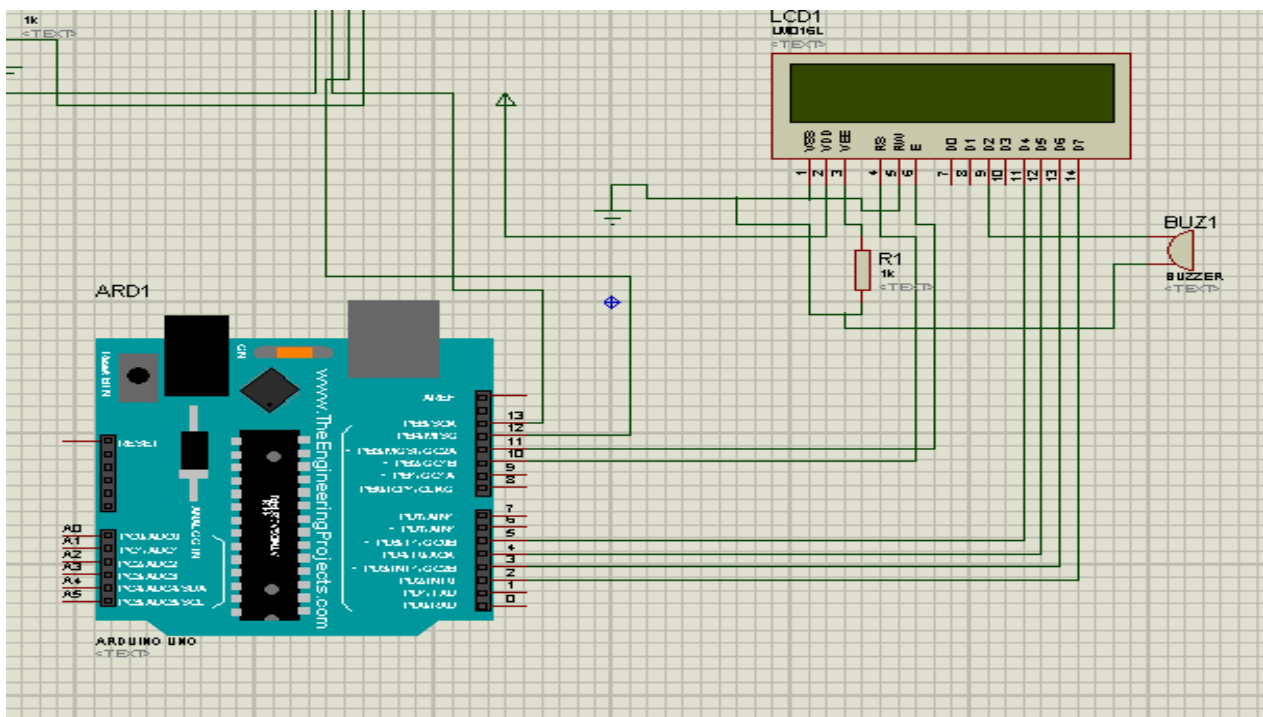 1k
<TEXT>
LCD1
LM016L
<TEXT>
VSS
VDD
VEE
RS
RW
E
D0
D1
D2
D3
D4
D5
D6
D7
1
2
3
4
5
6
7
8
9
10
11
12
13
14
R1
1k
<TEXT>
BUZ1
BUZZER
<TEXT>
ARD1
www.TheEngineeringProjects.com
ANALOG IN
RESET
AREF
13
12
11
10
9
8
7
6
5
4
3
2
1
0
A0
A1
A2
A3
A4
A5
ARDUINO UNO
<TEXT>